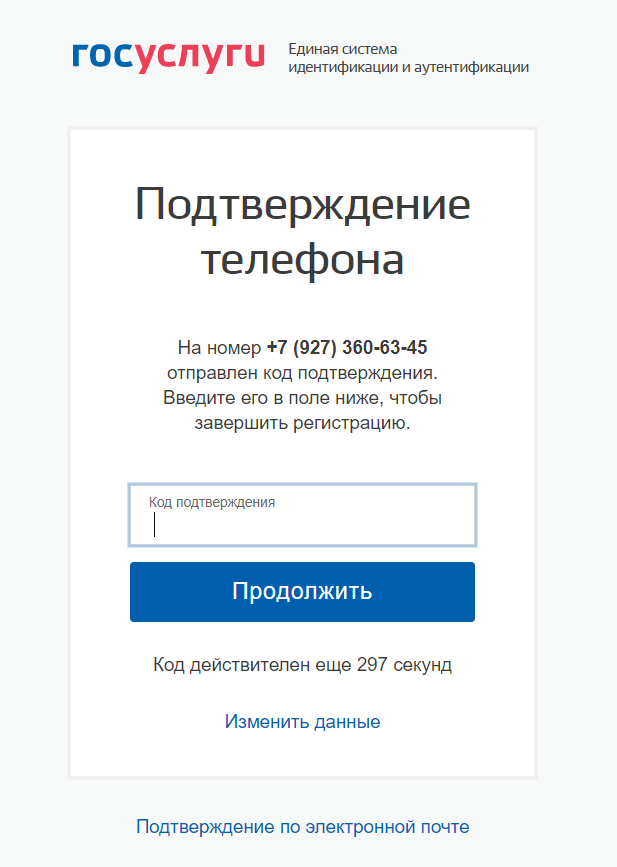 госуслуги
Единая система
идентификации и аутентификации
Подтверждение
телефона
На номер +7 (927) 360-63-45
отправлен код подтверждения.
Введите его в поле ниже, чтобы
завершить регистрацию.
Код подтверждения
Продолжить
Код действителен еще 297 секунд
Изменить данные
Подтверждение по электронной почте